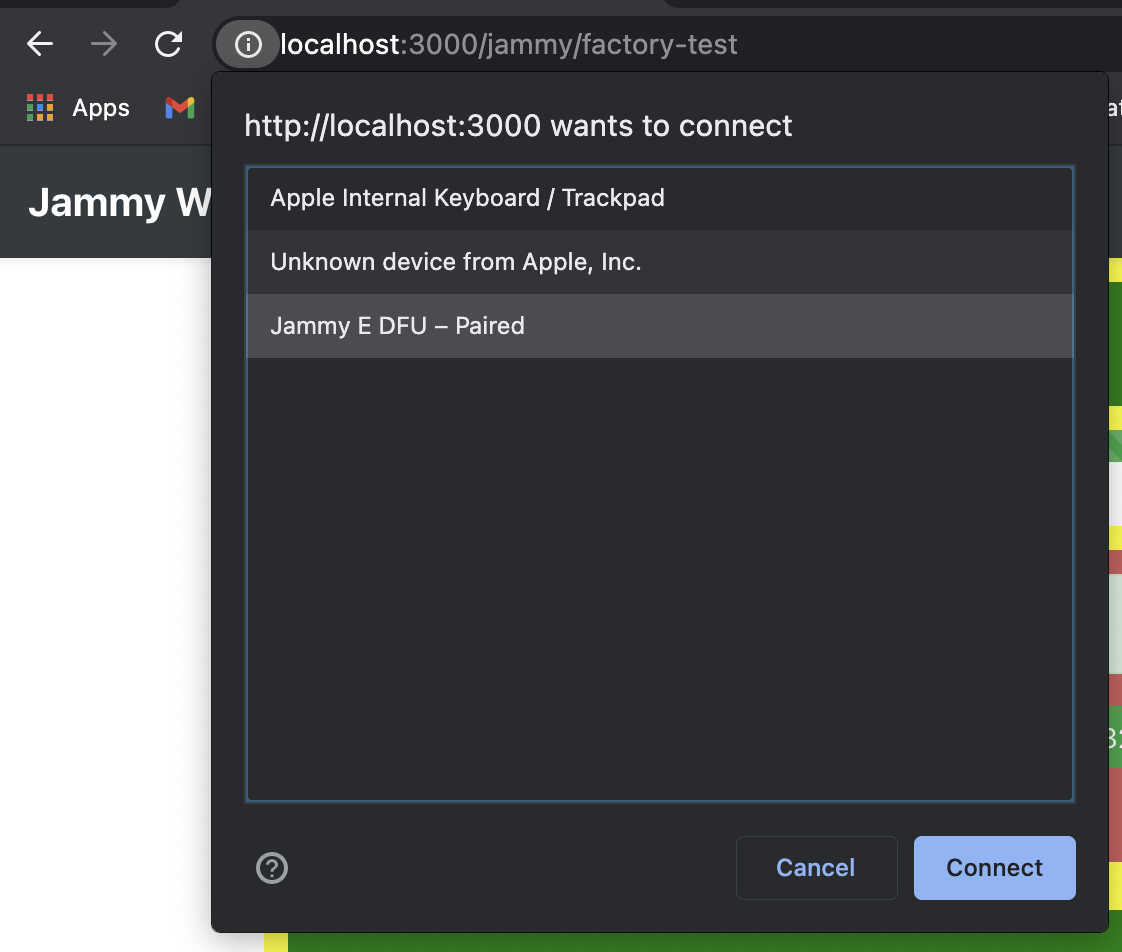 localhost:3000/jammy/factory-test
Apps
http://localhost:3000 wants to connect
Jammy W
Apple Internal Keyboard / Trackpad
Unknown device from Apple, Inc.
Jammy E DFU – Paired
Cancel
Connect